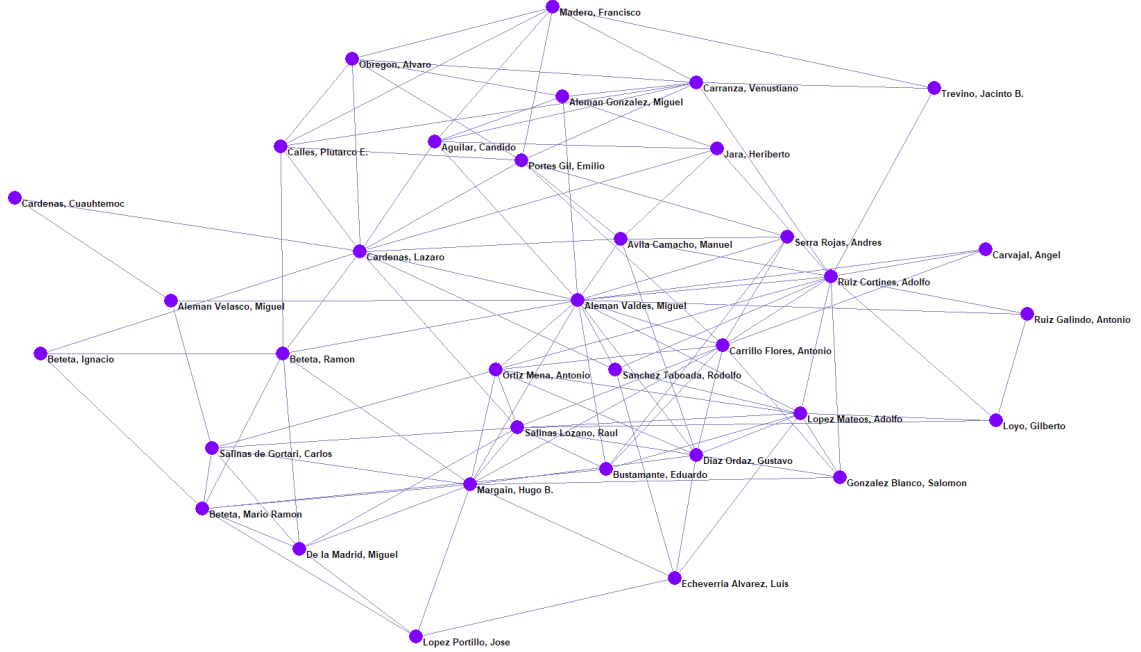 Madero, Francisco
Obregon, Alvaro
Carranza, Venustiano
Trevino, Jacinto B.
Aleman Gonzalez, Miguel
Aguilar, Candido
Calles, Plutarco E.
Jara, Heriberto
Portes Gil, Emilio
Cardenas, Cuauhtemoc
Avila Camacho, Manuel
Serra Rojas, Andres
Cardenas, Lazaro
Carvajal, Angel
Ruiz Cortines, Adolfo
Aleman Velasco, Miguel
Aleman Valdes, Miguel
Ruiz Galindo, Antonio
Carrillo Flores, Antonio
Beteta, Ignacio
Beteta, Ramon
Ortiz Mena, Antonio
Sanchez Taboada, Rodolfo
Lopez Mateos, Adolfo
Loyo, Gilberto
Salinas Lozano, Raul
Salinas de Gortari, Carlos
Diaz Ordaz, Gustavo
Bustamante, Eduardo
Gonzalez Blanco, Salomon
Margain, Hugo B.
Beteta, Mario Ramon
De la Madrid, Miguel
Echeverria Alvarez, Luis
Lopez Portillo, Jose